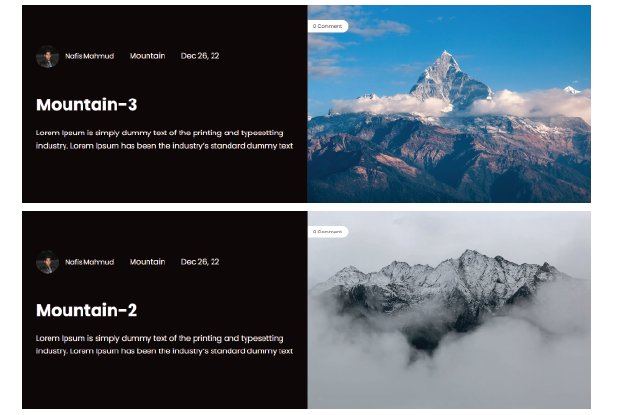 Nafis Mahmud Mountain Dec 26, 22
0 Comment
Mountain-3
Lorem Ipsum is simply dummy text of the printing and typesetting
industry. Lorem Ipsum has been the industry's standard dummy text
Nafis Mahmud Mountain Dec 26, 22
0 Comment
Mountain-2
Lorem Ipsum is simply dummy text of the printing and typesetting
industry. Lorem Ipsum has been the industry's standard dummy text